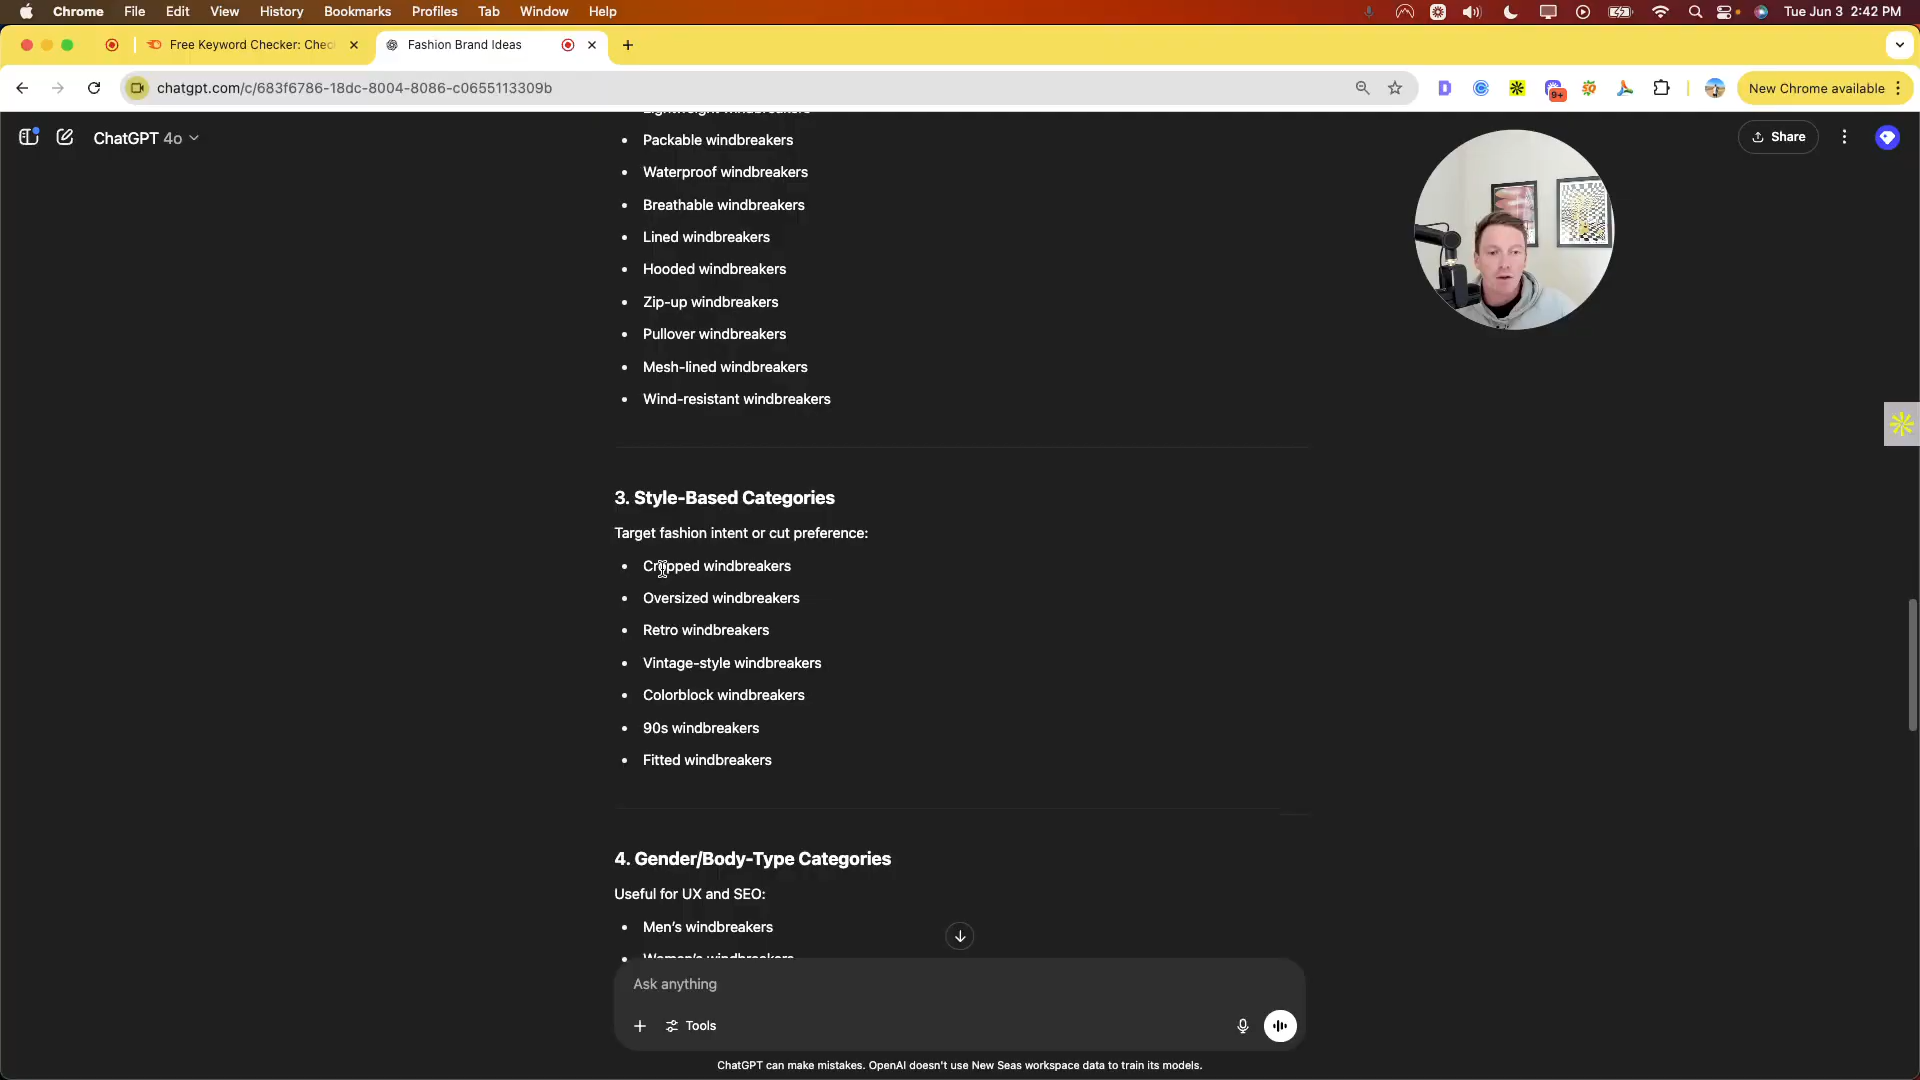 Chrome File Edit View History Bookmarks Profiles Tab Window Help Tue Jun 3 2:42 PM
Free Keyword Checker: Chec Fashion Brand Ideas
chatgpt.com/c/683f6786-18dc-8004-8086-c0655113309b 9+ New Chrome available
ChatGPT 4o Share
Lightweight windbreakers
• Packable windbreakers
• Waterproof windbreakers
• Breathable windbreakers
• Lined windbreakers
• Hooded windbreakers
• Zip-up windbreakers
• Pullover windbreakers
• Mesh-lined windbreakers
• Wind-resistant windbreakers
3. Style-Based Categories
Target fashion intent or cut preference:
• Cropped windbreakers
• Oversized windbreakers
• Retro windbreakers
• Vintage-style windbreakers
• Colorblock windbreakers
• 90s windbreakers
• Fitted windbreakers
4. Gender/Body-Type Categories
Useful for UX and SEO:
• Men’s windbreakers
• Women’s windbreakers
Ask anything
Tools
ChatGPT can make mistakes. OpenAI doesn't use New Seas workspace data to train its models.